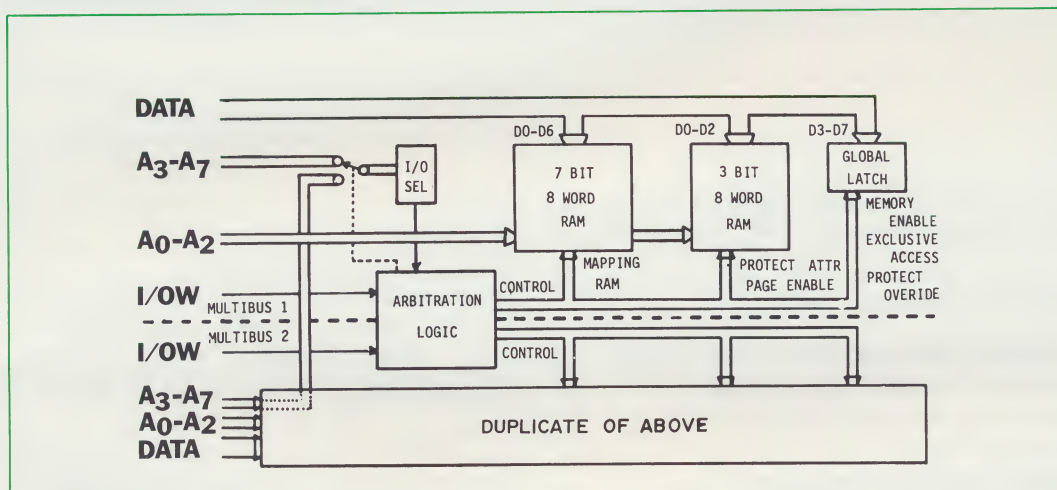 DATA
D0-D6
D0-D2
D3-D7
A3-A7
I/O
SEL
7 BIT
8 WORD
RAM
3 BIT
8 WORD
RAM
GLOBAL
LATCH
MEMORY
ENABLE
EXCLUSIVE
ACCESS
PROTECT
OVERIDE
A0-A2
MAPPING
RAM
PROTECT ATTR
PAGE ENABLE
I/OW
MULTIBUS 1
ARBITRATION
LOGIC
CONTROL
I/OW
MULTIBUS 2
CONTROL
A3-A7
A0-A2
DATA
DUPLICATE OF ABOVE